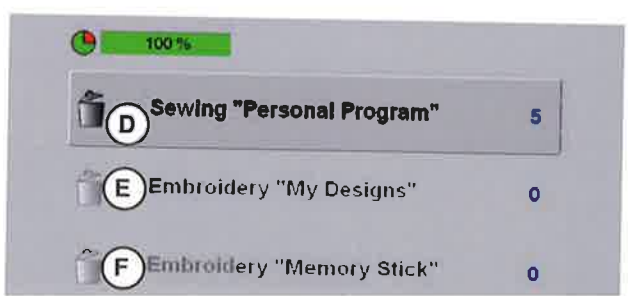 100 %
D Sewing "Personal Program" 5
E Embroidery "My Designs" 0
F Embroidery "Memory Stick" 0